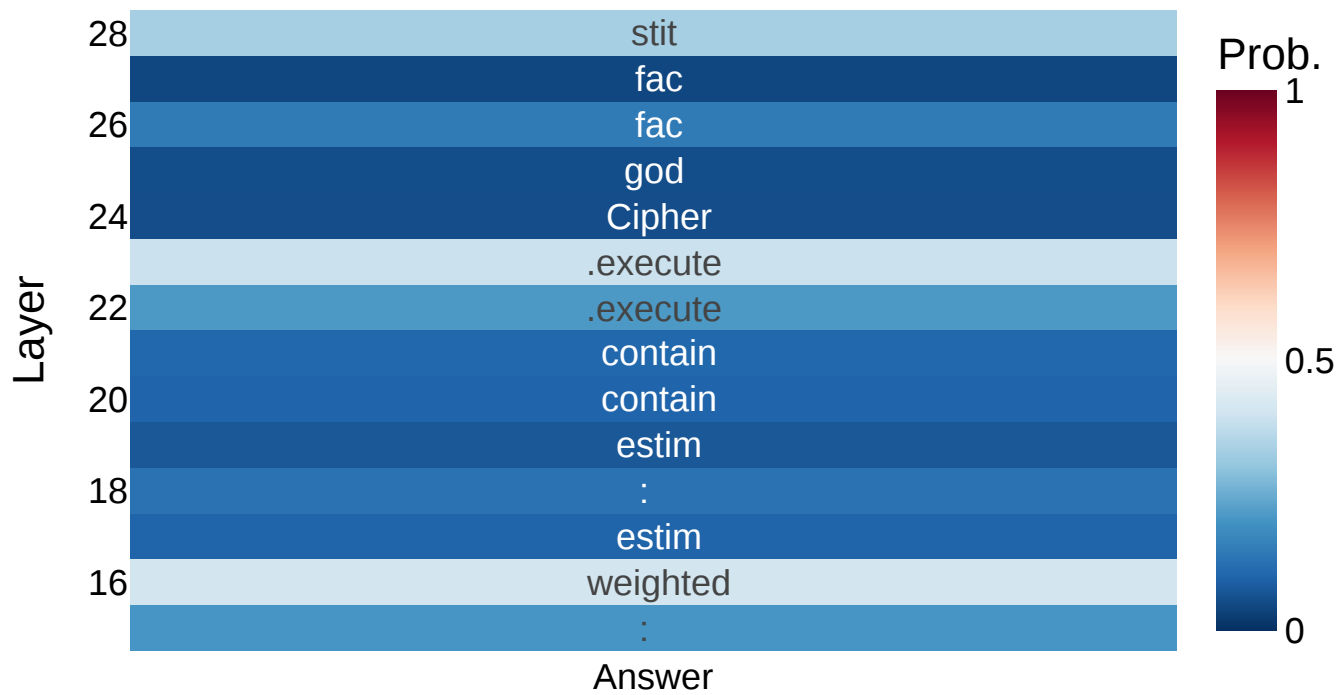 28 stit
Prob.
fac
1
26 fac
god
24 Cipher
.execute
22 .execute
contain
0.5
20 contain
estim
18 :
estim
16 weighted
:
0
Layer
Answer